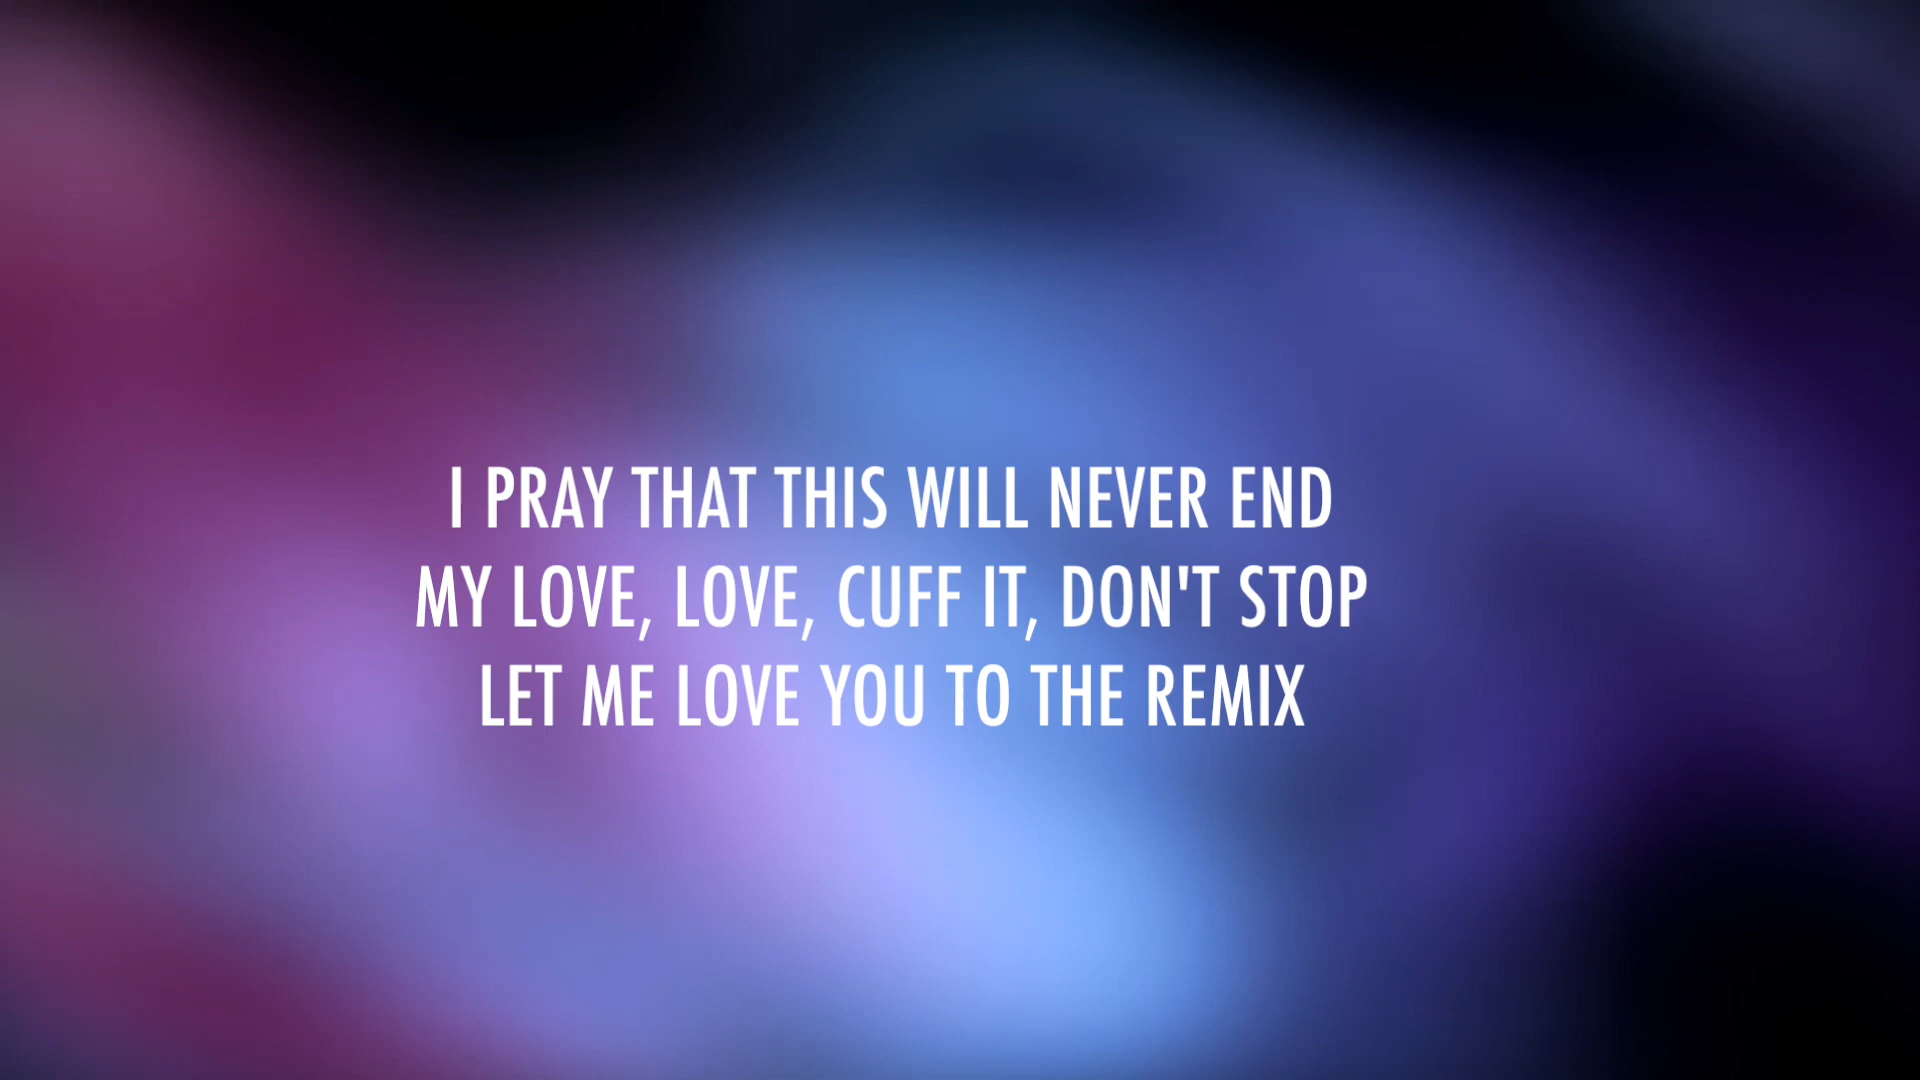 I PRAY THAT THIS WILL NEVER END
MY LOVE, LOVE, CUFF IT, DON'T STOP
LET ME LOVE YOU TO THE REMIX